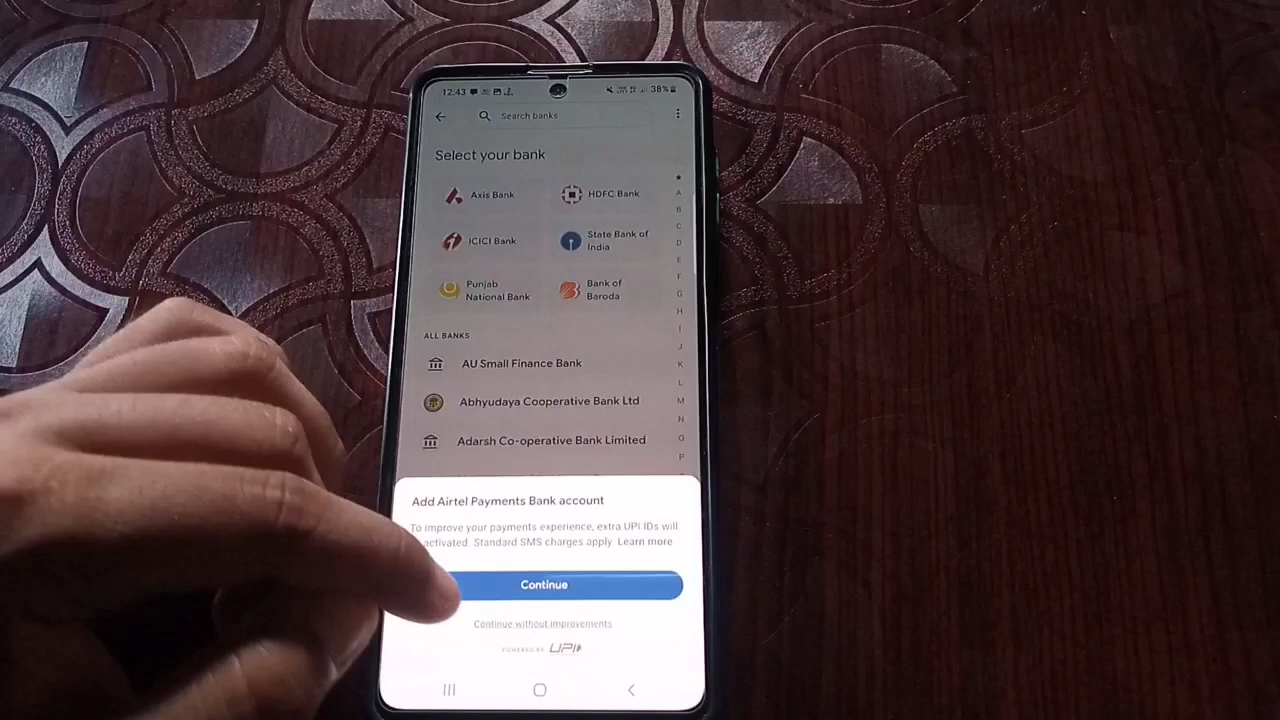 12:43
38%
Search banks
Select your bank
Axis Bank
HDFC Bank
ICICI Bank
State Bank of
India
Punjab
National Bank
Bank of
Baroda
ALL BANKS
AU Small Finance Bank
Abhyudaya Cooperative Bank Ltd
Adarsh Co-operative Bank Limited
A
B
C
D
E
F
G
H
I
J
K
L
M
N
O
P
Add Airtel Payments Bank account
To improve your payments experience, extra UPI IDs will
activated. Standard SMS charges apply. Learn more
Continue
Continue without improvements
POWERED BY UPI